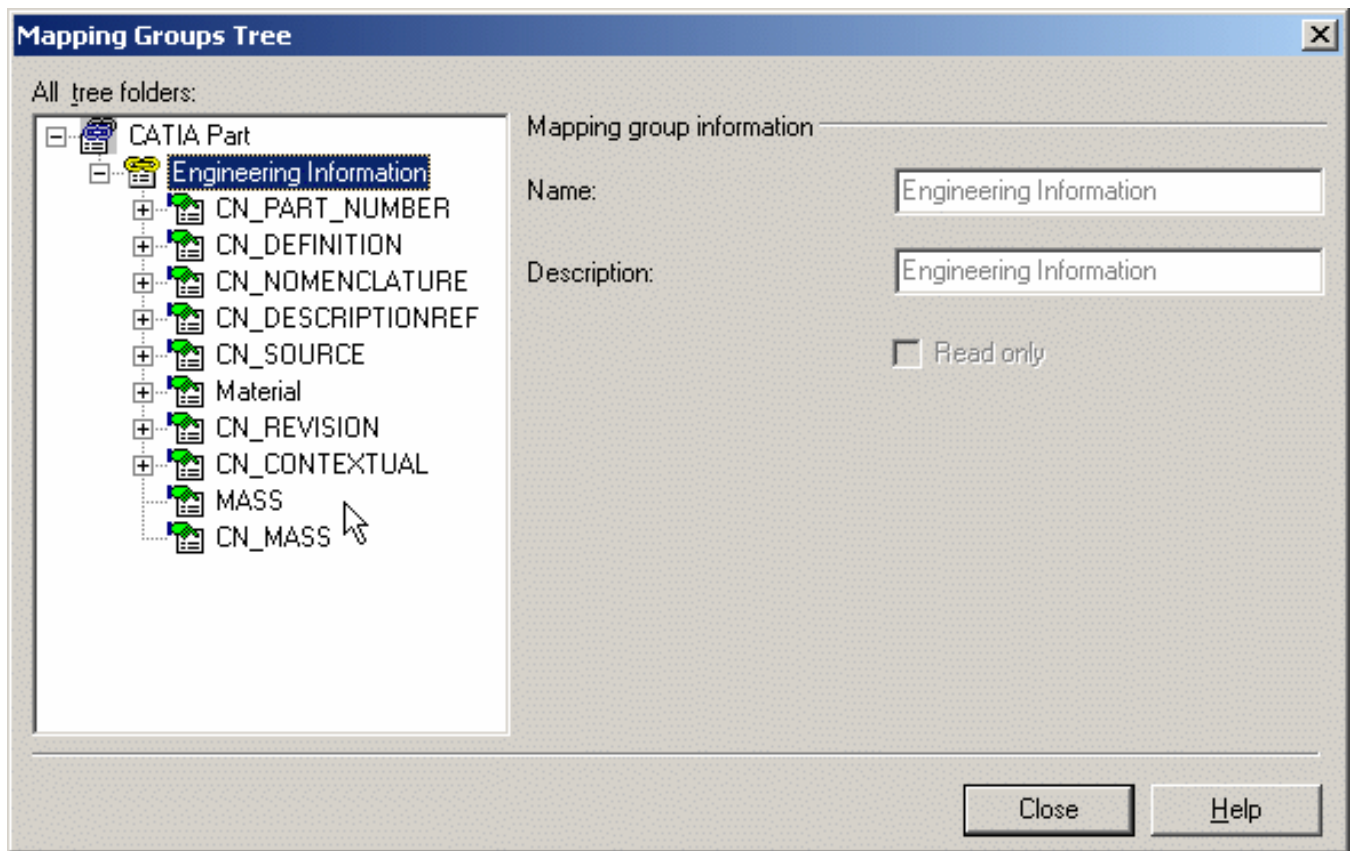 Mapping Groups Tree
All tree folders:
CATIA Part
Engineering Information
CN_PART_NUMBER
CN_DEFINITION
CN_NOMENCLATURE
CN_DESCRIPTIONREF
CN_SOURCE
Material
CN_REVISION
CN_CONTEXTUAL
MASS
CN_MASS
Mapping group information
Name: Engineering Information
Description: Engineering Information
Read only
Close Help